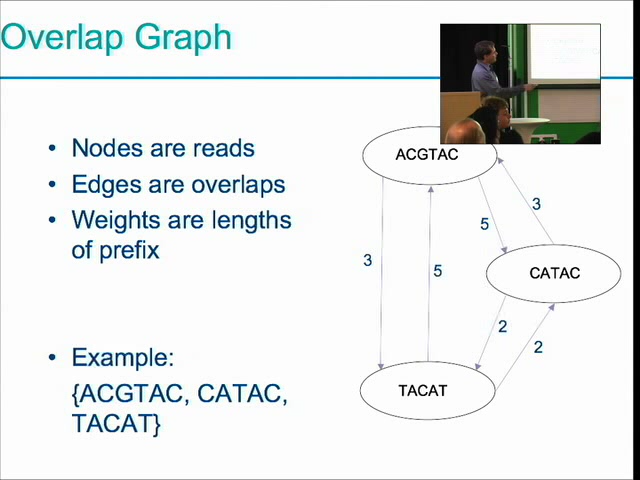 Overlap Graph
• Nodes are reads
• Edges are overlaps
• Weights are lengths
of prefix
• Example:
{ACGTAC, CATAC,
TACAT}
ACGTAC
3
5
3
5
CATAC
2
2
TACAT